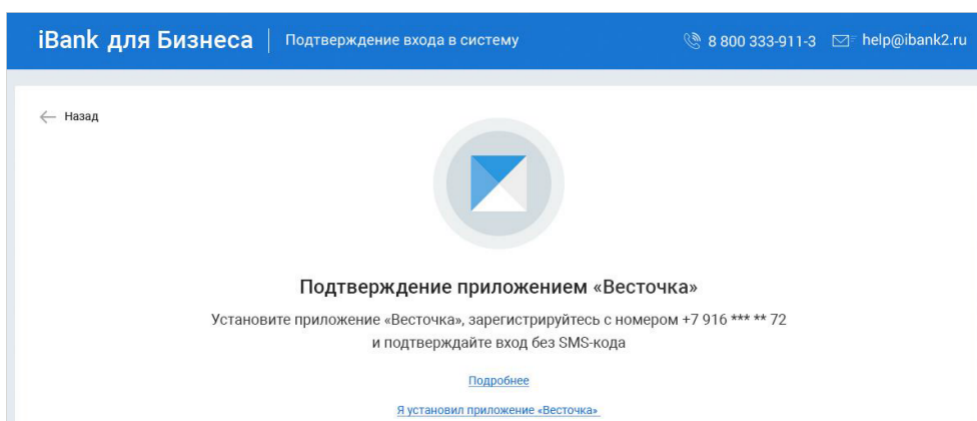 iBank для Бизнеса | Подтверждение входа в систему 8 800 333-911-3 help@ibank2.ru
Назад
Подтверждение приложением «Весточка»
Установите приложение «Весточка», зарегистрируйтесь с номером +7 916 *** ** 72
и подтверждайте вход без SMS-кода
Подробнее
Я установил приложение «Весточка»